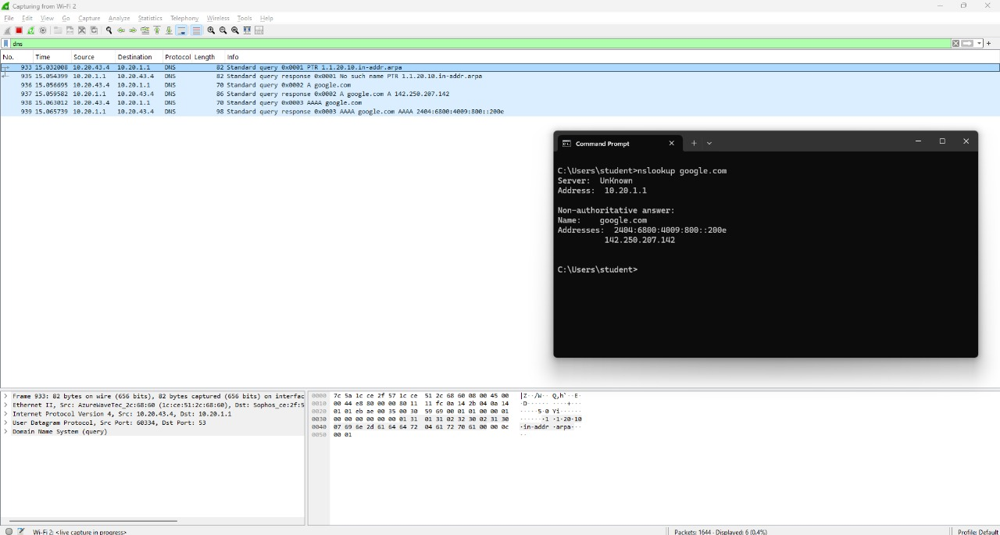 Capturing from Wi-Fi 2
File Edit View Go Capture Analyze Statistics Telephony Wireless Tools Help
dns
No. Time Source Destination Protocol Length Info
933 15.032008 10.20.43.4 10.20.1.1 DNS 82 Standard query 0x0001 PTR 1.1.20.10.in-addr.arpa
935 15.054399 10.20.1.1 10.20.43.4 DNS 82 Standard query response 0x0001 No such name PTR 1.1.20.10.in-addr.arpa
936 15.056695 10.20.43.4 10.20.1.1 DNS 70 Standard query 0x0002 A google.com
937 15.059582 10.20.1.1 10.20.43.4 DNS 86 Standard query response 0x0002 A google.com A 142.250.207.142
938 15.063012 10.20.43.4 10.20.1.1 DNS 70 Standard query 0x0003 AAAA google.com
939 15.065739 10.20.1.1 10.20.43.4 DNS 98 Standard query response 0x0003 AAAA google.com AAAA 2404:6800:4009:800::200e
Command Prompt
C:\Users\student>nslookup google.com
Server: UnKnown
Address: 10.20.1.1
Non-authoritative answer:
Name: google.com
Addresses: 2404:6800:4009:800::200e
142.250.207.142
C:\Users\student>
Frame 933: 82 bytes on wire (656 bits), 82 bytes captured (656 bits) on interfac
Ethernet II, Src: AzureWaveTec_2c:68:60 (1c:ce:51:2c:68:60), Dst: Sophos_ce:2f:5
Internet Protocol Version 4, Src: 10.20.43.4, Dst: 10.20.1.1
User Datagram Protocol, Src Port: 60334, Dst Port: 53
Domain Name System (query)
0000 7c 5a 1c ce 2f 57 1c ce 51 2c 68 60 08 00 45 00 |Z··/W·· Q,h`··E·
0010 00 44 e8 80 00 00 80 11 11 fc 0a 14 2b 04 0a 14 ·D······ ····+···
0020 01 01 eb ae 00 35 00 30 59 69 00 01 01 00 00 01 ·····5·0 Yi······
0030 00 00 00 00 00 00 01 31 01 31 02 32 30 02 31 30 ·······1 ·1·20·10
0040 07 69 6e 2d 61 64 64 72 04 61 72 70 61 00 00 0c ·in-addr ·arpa···
0050 00 01 ··
Wi-Fi 2: <live capture in progress>
Packets: 1644 · Displayed: 6 (0.4%)
Profile: Default